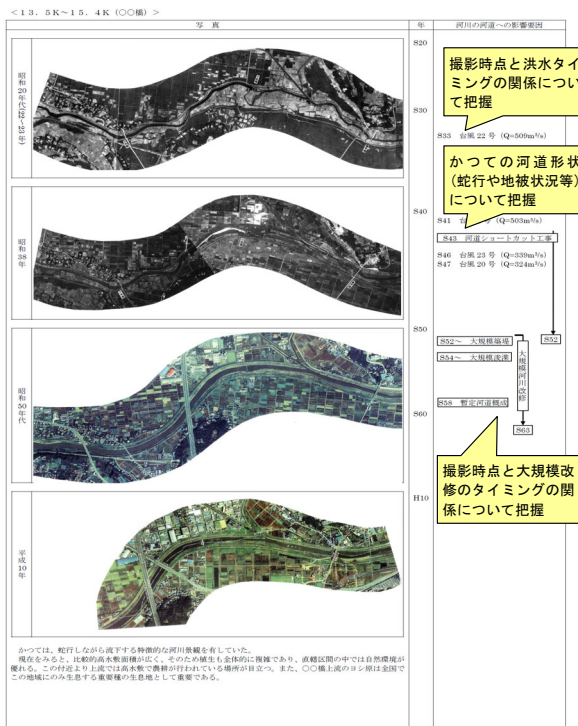 <13.5K~15.4K(○○橋)>
写 真
年
河川の河道への影響要因
昭和20年代(22~23年)
昭和38年
昭和50年代
平成10年
S20
S30
S33 台風22号(Q=509m³/s)
S40
S41 台
号(Q=503m³/s)
S43 河道ショートカット工事
S46 台風23号(Q=339m³/s)
S47 台風20号(Q=324m³/s)
S50
S52~ 大規模築堤
S54~ 大規模浚渫
S58 暫定河道概成
大規模河川改修
S52
S60
S63
H10
撮影時点と洪水タイ
ミングの関係につい
て把握
かつての河道形状
(蛇行や地被状況等)
について把握
撮影時点と大規模改
修のタイミングの関
係について把握
かつては、蛇行しながら流下する特徴的な河川景観を有していた。
現在をみると、比較的高水敷面積が広く、そのため植生も全体的に複雑であり、直轄区間の中では自然環境が
優れる。この付近より上流では高水敷で農耕が行われている場所が目立つ。また、○○橋上流のヨシ原は全国で
この地域にのみ生息する重要種の生息地として重要である。